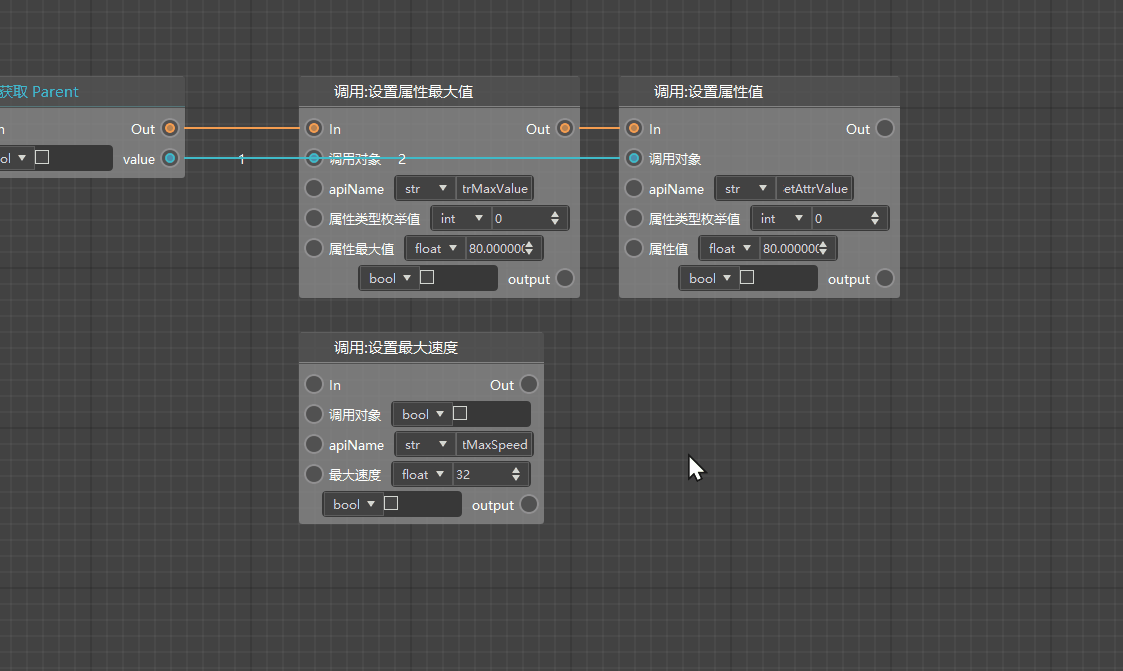 获取 Parent
调用:设置属性最大值
调用:设置属性值
Out
In
Out
In
Out
value
1
调用对象
2
调用对象
apiName
str
trMaxValue
apiName
str
etAttrValue
属性类型枚举值
int
0
属性类型枚举值
int
0
属性最大值
float
80.000000
属性值
float
80.000000
bool
output
bool
output
调用:设置最大速度
In
Out
调用对象
bool
apiName
str
tMaxSpeed
最大速度
float
32
bool
output